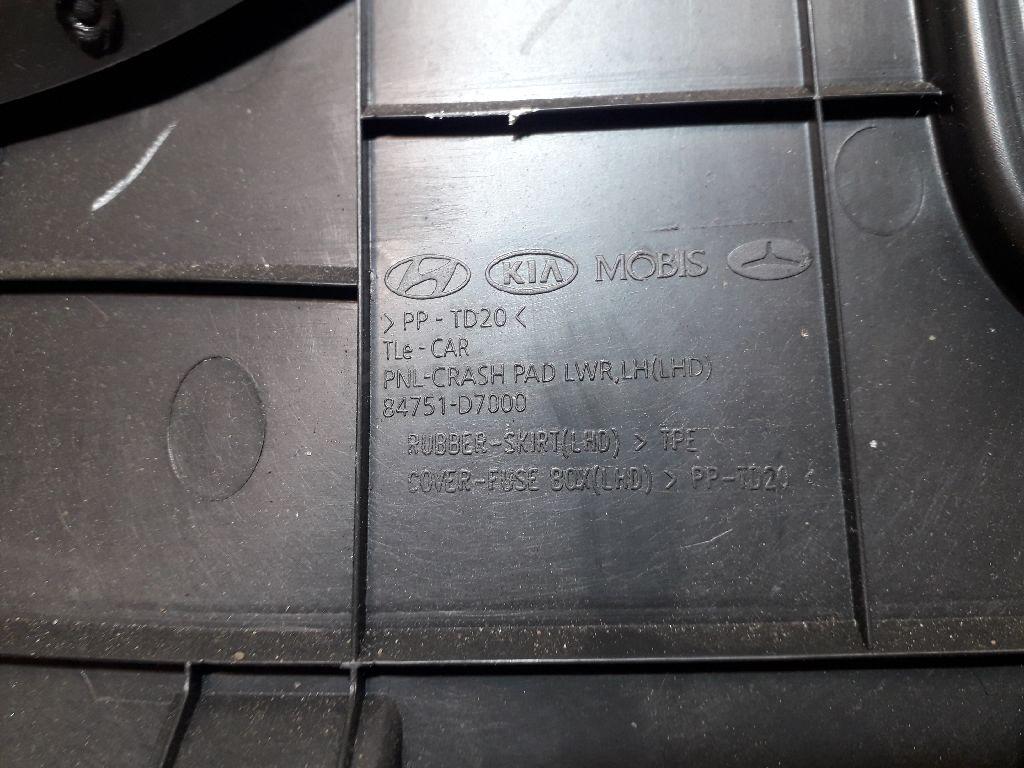 KIA MOBIS
> PP - TD20 <
TLe - CAR
PNL-CRASH PAD LWR,LH(LHD)
84751-D7000
RUBBER-SKIRT(LHD) > TPE
COVER-FUSE BOX(LHD) > PP-TD20 <